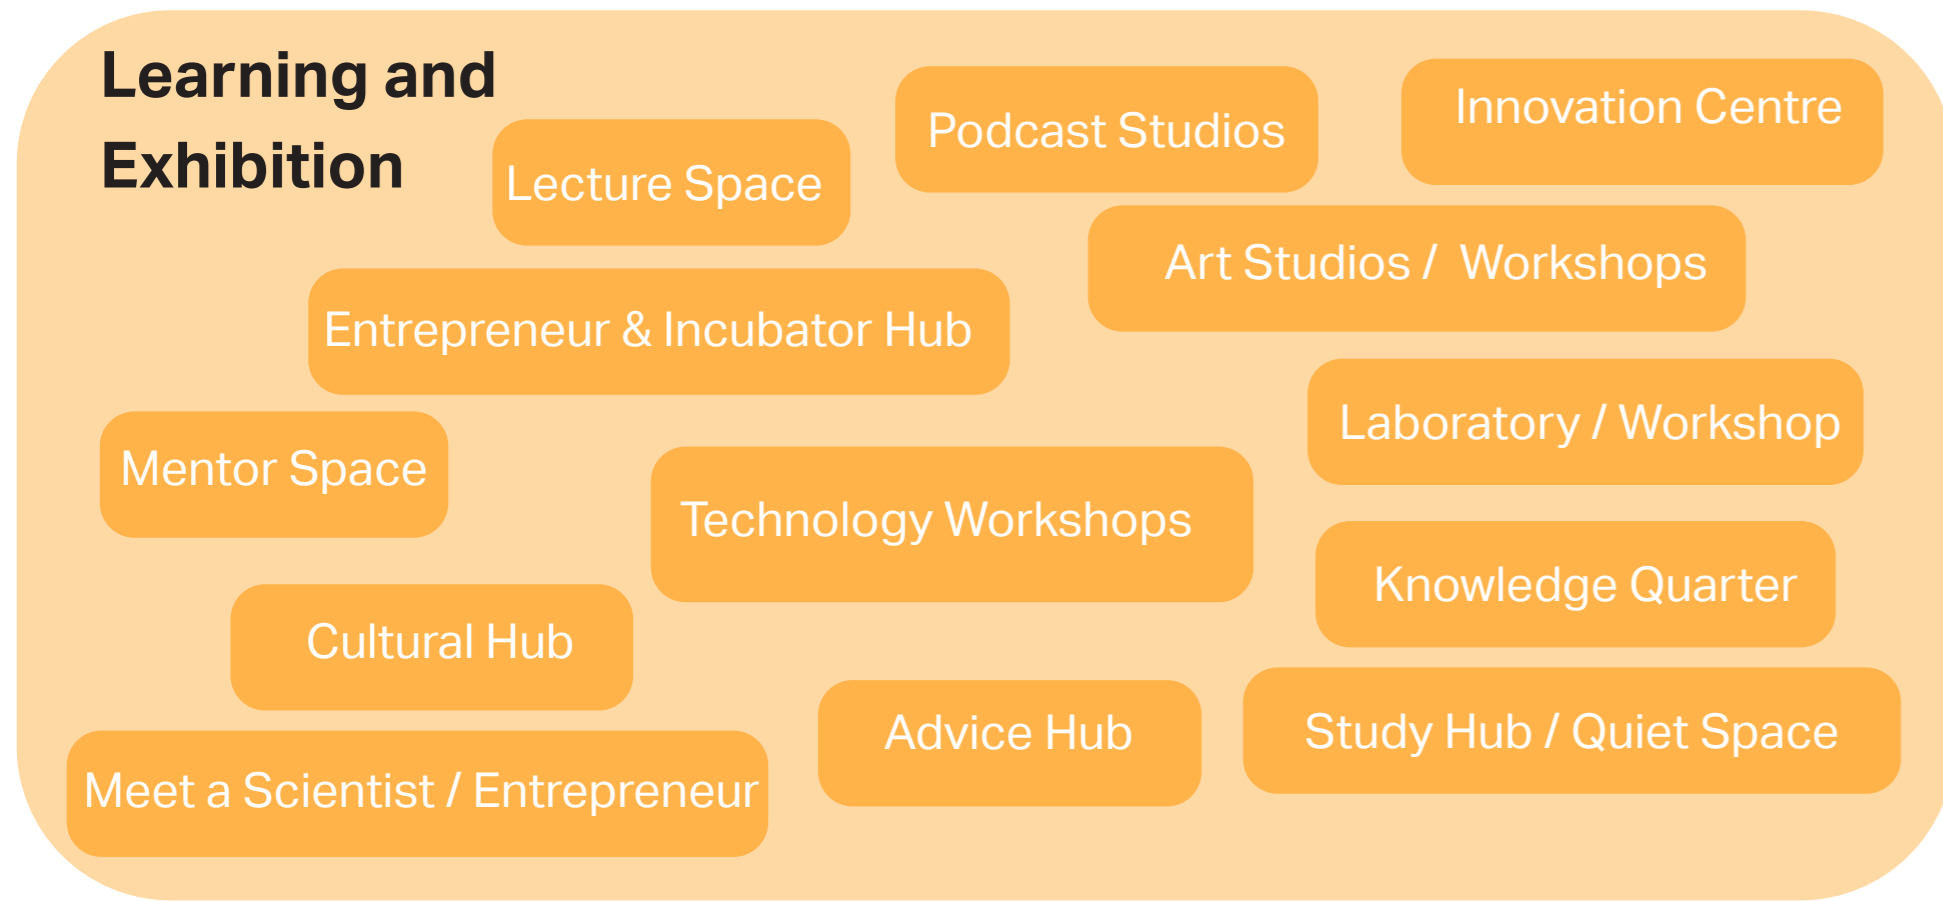 Learning and
Exhibition
Lecture Space
Podcast Studios
Innovation Centre
Art Studios /  Workshops
Entrepreneur & Incubator Hub
Laboratory / Workshop
Mentor Space
Technology Workshops
Knowledge Quarter
Cultural Hub
Advice Hub
Study Hub / Quiet Space
Meet a Scientist / Entrepreneur